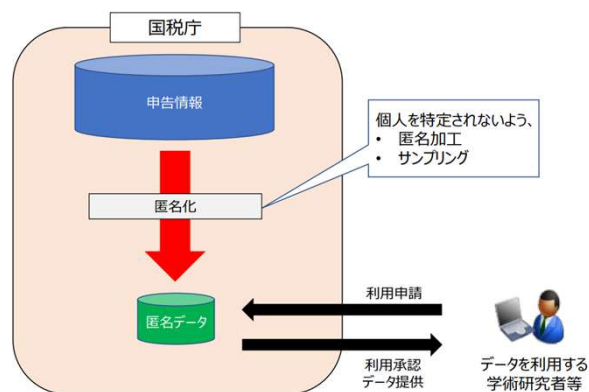 国税庁
申告情報
個人を特定されないよう、
• 匿名加工
• サンプリング
匿名化
利用申請
匿名データ
利用承認
データ提供
データを利用する
学術研究者等